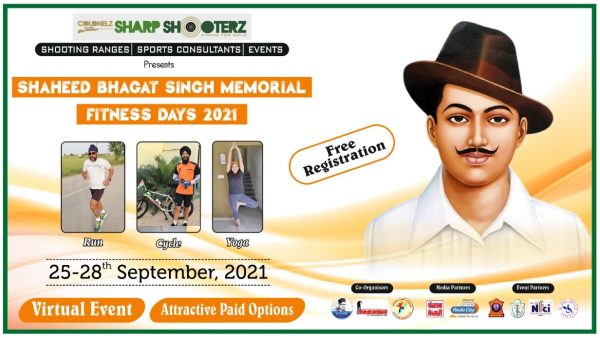 COLONELZ
SHARP SHOOTERZ
SHOOTING RANGES| SPORTS CONSULTANTS| EVENTS
Presents
SHAHEED BHAGAT SINGH MEMORIAL
FITNESS DAYS 2021
Free
Registration
Run
Cycle
Yoga
25-28th September, 2021
Virtual Event
Attractive Paid Options
Co-Organisors
Media Partners
Event Partners
Radio City